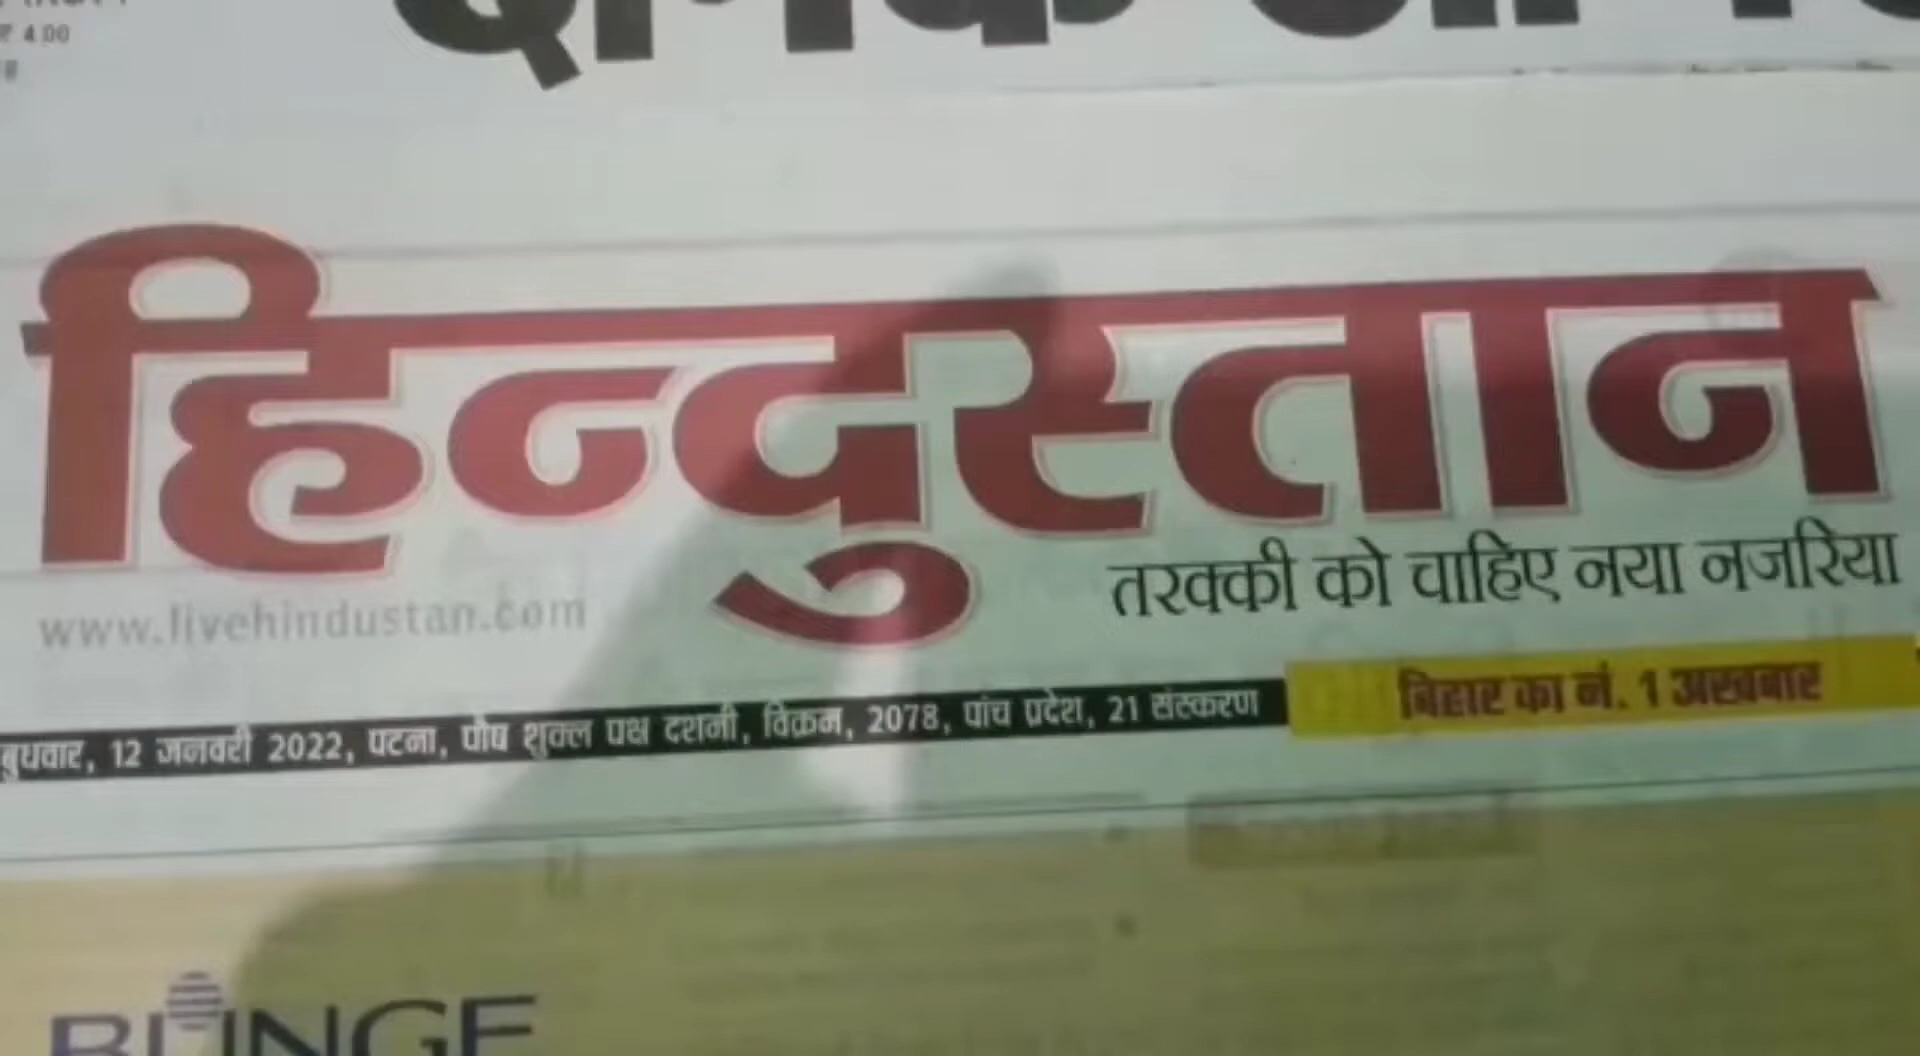 4.00
हिन्दुस्तान
तरक्की को चाहिए नया नजरिया
www.livehindustan.com
बुधवार, 12 जनवरी 2022, पटना, पौष शुक्ल पक्ष दशमी, विक्रम, 2078, पांच प्रदेश, 21 संस्करण
बिहार का नं. 1 अखबार
BUNGE